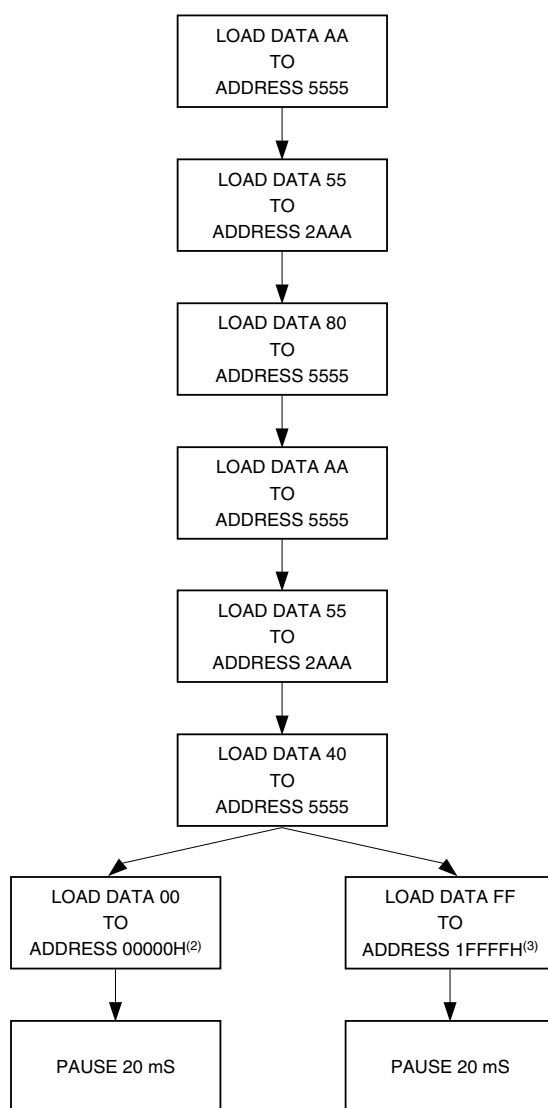 LOAD DATA AA
TO
ADDRESS 5555
LOAD DATA 55
TO
ADDRESS 2AAA
LOAD DATA 80
TO
ADDRESS 5555
LOAD DATA AA
TO
ADDRESS 5555
LOAD DATA 55
TO
ADDRESS 2AAA
LOAD DATA 40
TO
ADDRESS 5555
LOAD DATA 00
TO
ADDRESS 00000H(2)
LOAD DATA FF
TO
ADDRESS 1FFFFH(3)
PAUSE 20 mS
PAUSE 20 mS